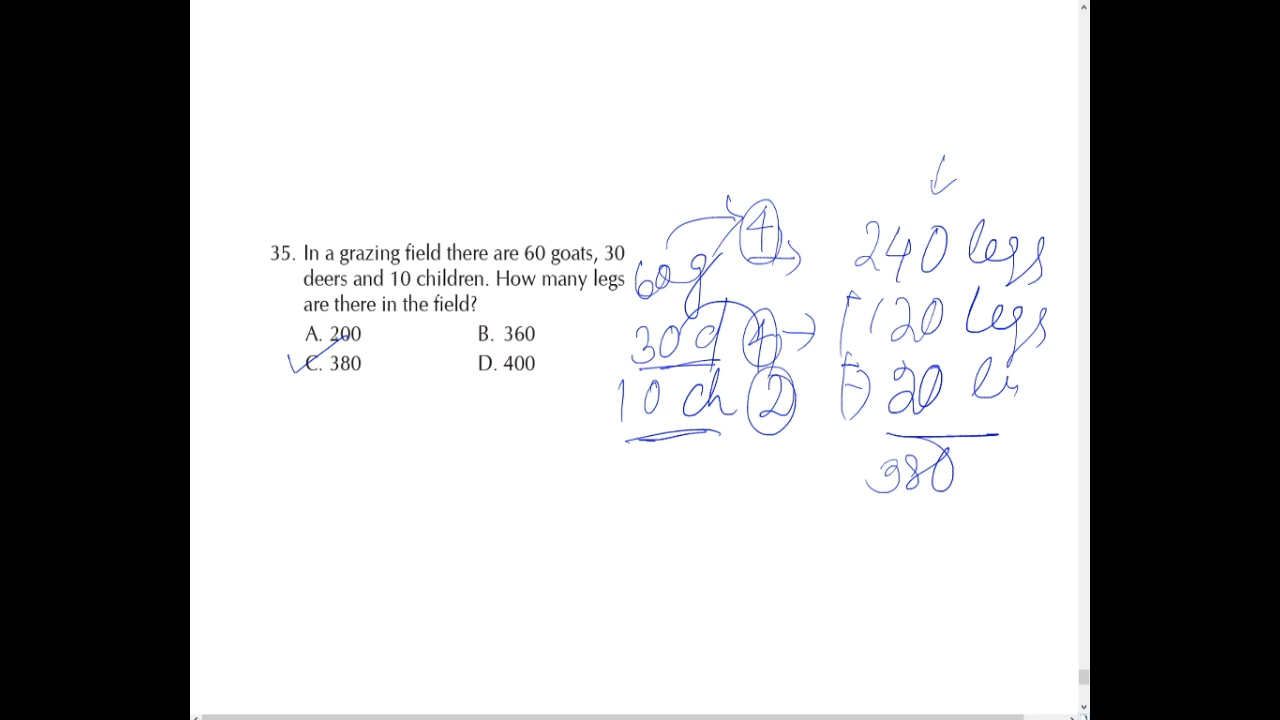 35. In a grazing field there are 60 goats, 30
deers and 10 children. How many legs
are there in the field?
A. 200 B. 360
C. 380 D. 400
60 g 4 240 legs
30 d 4 → 120 legs
10 ch 2 20
380